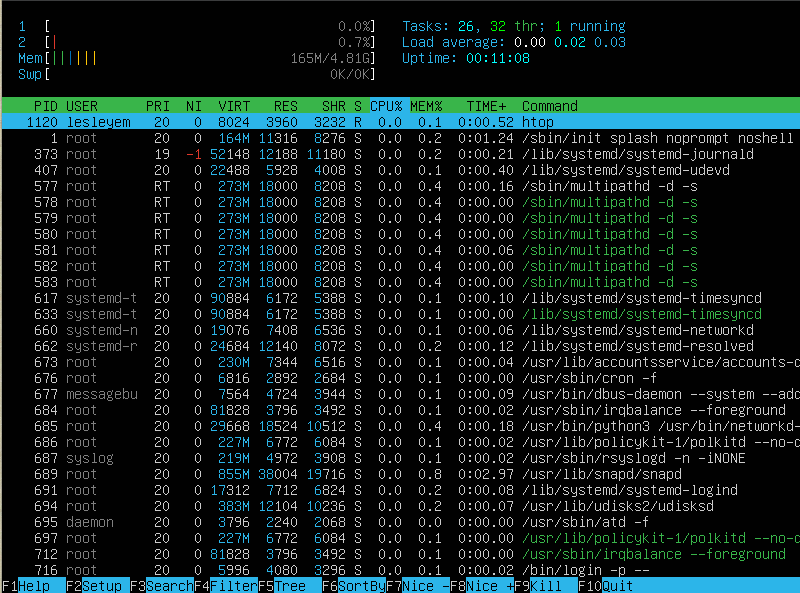 1 [ 0.0%] Tasks: 26, 32 thr; 1 running
2 [| 0.7%] Load average: 0.00 0.02 0.03
Mem[||||||| 165M/4.81G] Uptime: 00:11:08
Swp[ 0K/0K]
PID USER PRI NI VIRT RES SHR S CPU% MEM% TIME+ Command
1120 lesleyem 20 0 8024 3960 3232 R 0.0 0.1 0:00.52 htop
1 root 20 0 164M 11316 8276 S 0.0 0.2 0:01.24 /sbin/init splash noprompt noshell
373 root 19 -1 52148 12188 11180 S 0.0 0.2 0:00.21 /lib/systemd/systemd-journald
407 root 20 0 22488 5928 4008 S 0.0 0.1 0:00.40 /lib/systemd/systemd-udevd
577 root RT 0 273M 18000 8208 S 0.0 0.4 0:00.16 /sbin/multipathd -d -s
578 root RT 0 273M 18000 8208 S 0.0 0.4 0:00.00 /sbin/multipathd -d -s
579 root RT 0 273M 18000 8208 S 0.0 0.4 0:00.00 /sbin/multipathd -d -s
580 root RT 0 273M 18000 8208 S 0.0 0.4 0:00.00 /sbin/multipathd -d -s
581 root RT 0 273M 18000 8208 S 0.0 0.4 0:00.06 /sbin/multipathd -d -s
582 root RT 0 273M 18000 8208 S 0.0 0.4 0:00.00 /sbin/multipathd -d -s
583 root RT 0 273M 18000 8208 S 0.0 0.4 0:00.00 /sbin/multipathd -d -s
617 systemd-t 20 0 90884 6172 5388 S 0.0 0.1 0:00.10 /lib/systemd/systemd-timesyncd
633 systemd-t 20 0 90884 6172 5388 S 0.0 0.1 0:00.00 /lib/systemd/systemd-timesyncd
660 systemd-n 20 0 19076 7408 6536 S 0.0 0.1 0:00.06 /lib/systemd/systemd-networkd
662 systemd-r 20 0 24684 12140 8072 S 0.0 0.2 0:00.12 /lib/systemd/systemd-resolved
673 root 20 0 230M 7344 6516 S 0.0 0.1 0:00.04 /usr/lib/accountsservice/accounts-d
676 root 20 0 6816 2892 2684 S 0.0 0.1 0:00.00 /usr/sbin/cron -f
677 messagebu 20 0 7564 4724 3944 S 0.0 0.1 0:00.09 /usr/bin/dbus-daemon --system --add
684 root 20 0 81828 3796 3492 S 0.0 0.1 0:00.02 /usr/sbin/irqbalance --foreground
685 root 20 0 29668 18524 10512 S 0.0 0.4 0:00.18 /usr/bin/python3 /usr/bin/networkd-
686 root 20 0 227M 6772 6084 S 0.0 0.1 0:00.02 /usr/lib/policykit-1/polkitd --no-d
687 syslog 20 0 219M 4972 3908 S 0.0 0.1 0:00.02 /usr/sbin/rsyslogd -n -iNONE
689 root 20 0 855M 38004 19716 S 0.0 0.8 0:02.97 /usr/lib/snapd/snapd
691 root 20 0 17312 7712 6824 S 0.0 0.2 0:00.08 /lib/systemd/systemd-logind
694 root 20 0 383M 12104 10236 S 0.0 0.2 0:00.07 /usr/lib/udisks2/udisksd
695 daemon 20 0 3796 2240 2068 S 0.0 0.0 0:00.00 /usr/sbin/atd -f
697 root 20 0 227M 6772 6084 S 0.0 0.1 0:00.00 /usr/lib/policykit-1/polkitd --no-d
712 root 20 0 81828 3796 3492 S 0.0 0.1 0:00.00 /usr/sbin/irqbalance --foreground
716 root 20 0 5996 4080 3296 S 0.0 0.1 0:00.02 /bin/login -p --
F1Help F2Setup F3SearchF4FilterF5Tree F6SortByF7Nice -F8Nice +F9Kill F10Quit